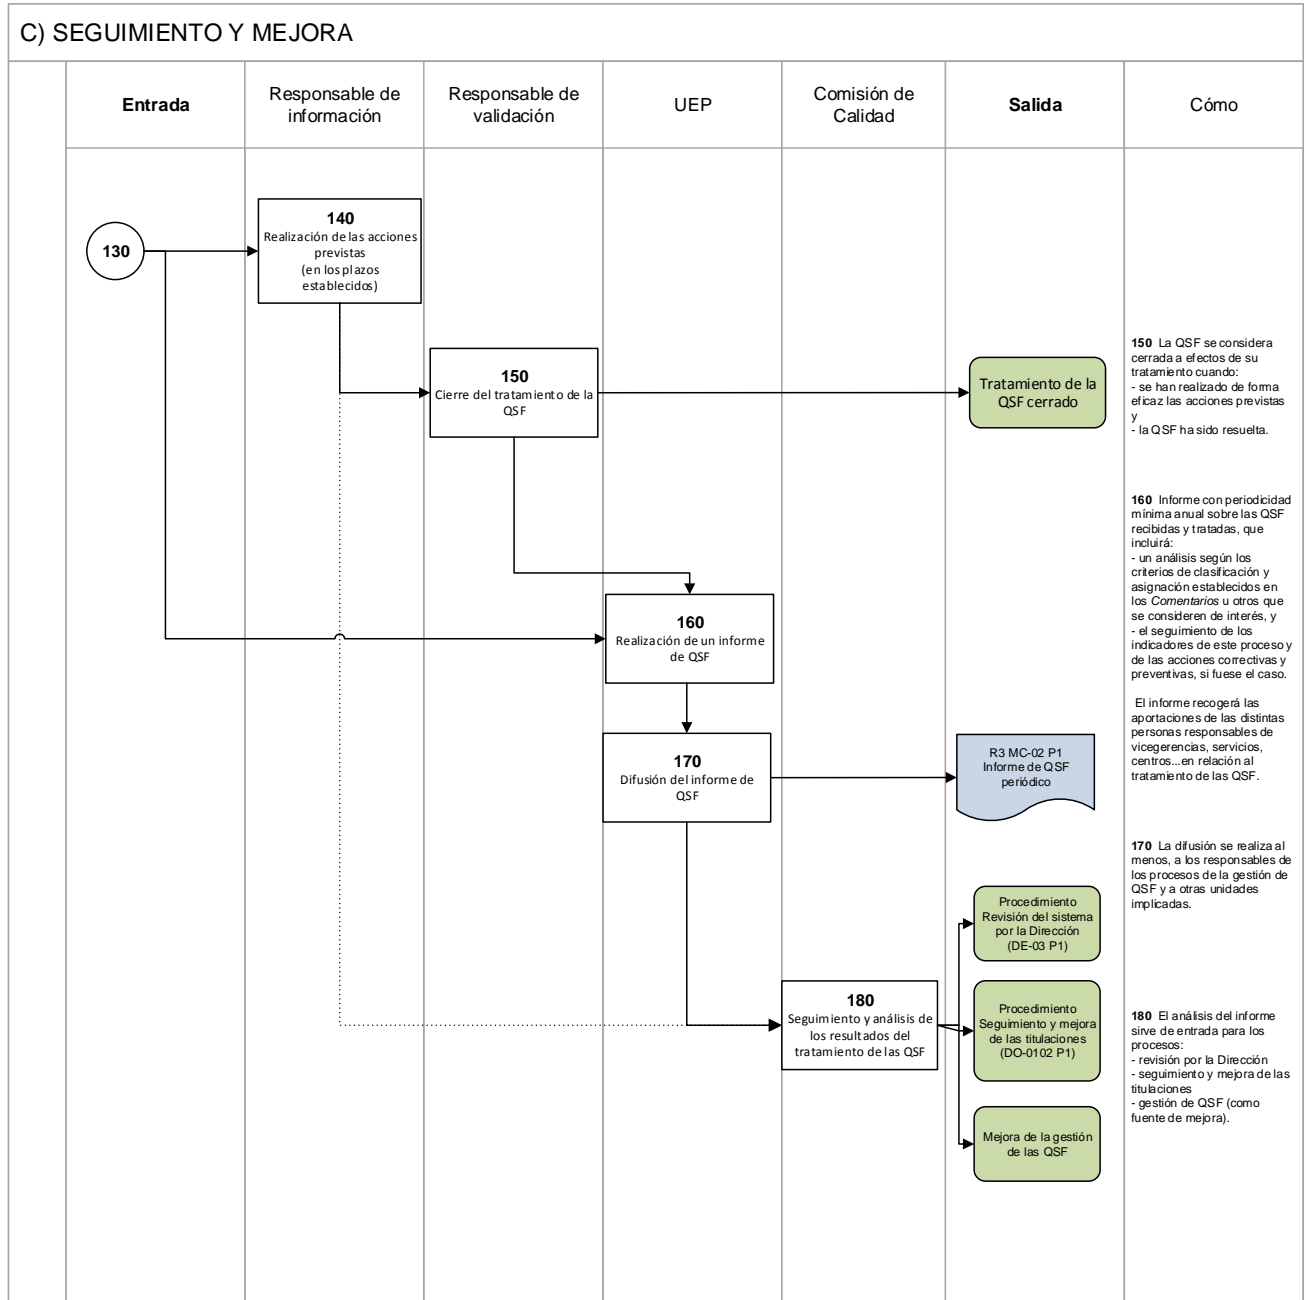 C) SEGUIMIENTO Y MEJORA
Entrada
Responsable de
información
Responsable de
validación
UEP
Comisión de
Calidad
Salida
Cómo
130
140
Realización de las acciones
previstas
(en los plazos
establecidos)
150
Cierre del tratamiento de la
QSF
Tratamiento de la
QSF cerrado
150 La QSF se considera
cerrada a efectos de su
tratamiento cuando:
- se han realizado de forma
eficaz las acciones previstas
y
- la QSF ha sido resuelta.
160
Realización de un informe
de QSF
160 Informe con periodicidad
mínima anual sobre las QSF
recibidas y tratadas, que
incluirá:
- un análisis según los
criterios de clasificación y
asignación establecidos en
los Comentarios u otros que
se consideren de interés, y
- el seguimiento de los
indicadores de este proceso y
de las acciones correctivas y
preventivas, si fuese el caso.
El informe recogerá las
aportaciones de las distintas
personas responsables de
vicegerencias, servicios,
centros...en relación al
tratamiento de las QSF.
170
Difusión del informe de
QSF
R3 MC-02 P1
Informe de QSF
periódico
170 La difusión se realiza al
menos, a los responsables de
los procesos de la gestión de
QSF y a otras unidades
implicadas.
180
Seguimiento y análisis de
los resultados del
tratamiento de las QSF
Procedimiento
Revisión del sistema
por la Dirección
(DE-03 P1)
Procedimiento
Seguimiento y mejora
de las titulaciones
(DO-0102 P1)
Mejora de la gestión
de las QSF
180 El análisis del informe
sirve de entrada para los
procesos:
- revisión por la Dirección
- seguimiento y mejora de las
titulaciones
- gestión de QSF (como
fuente de mejora).